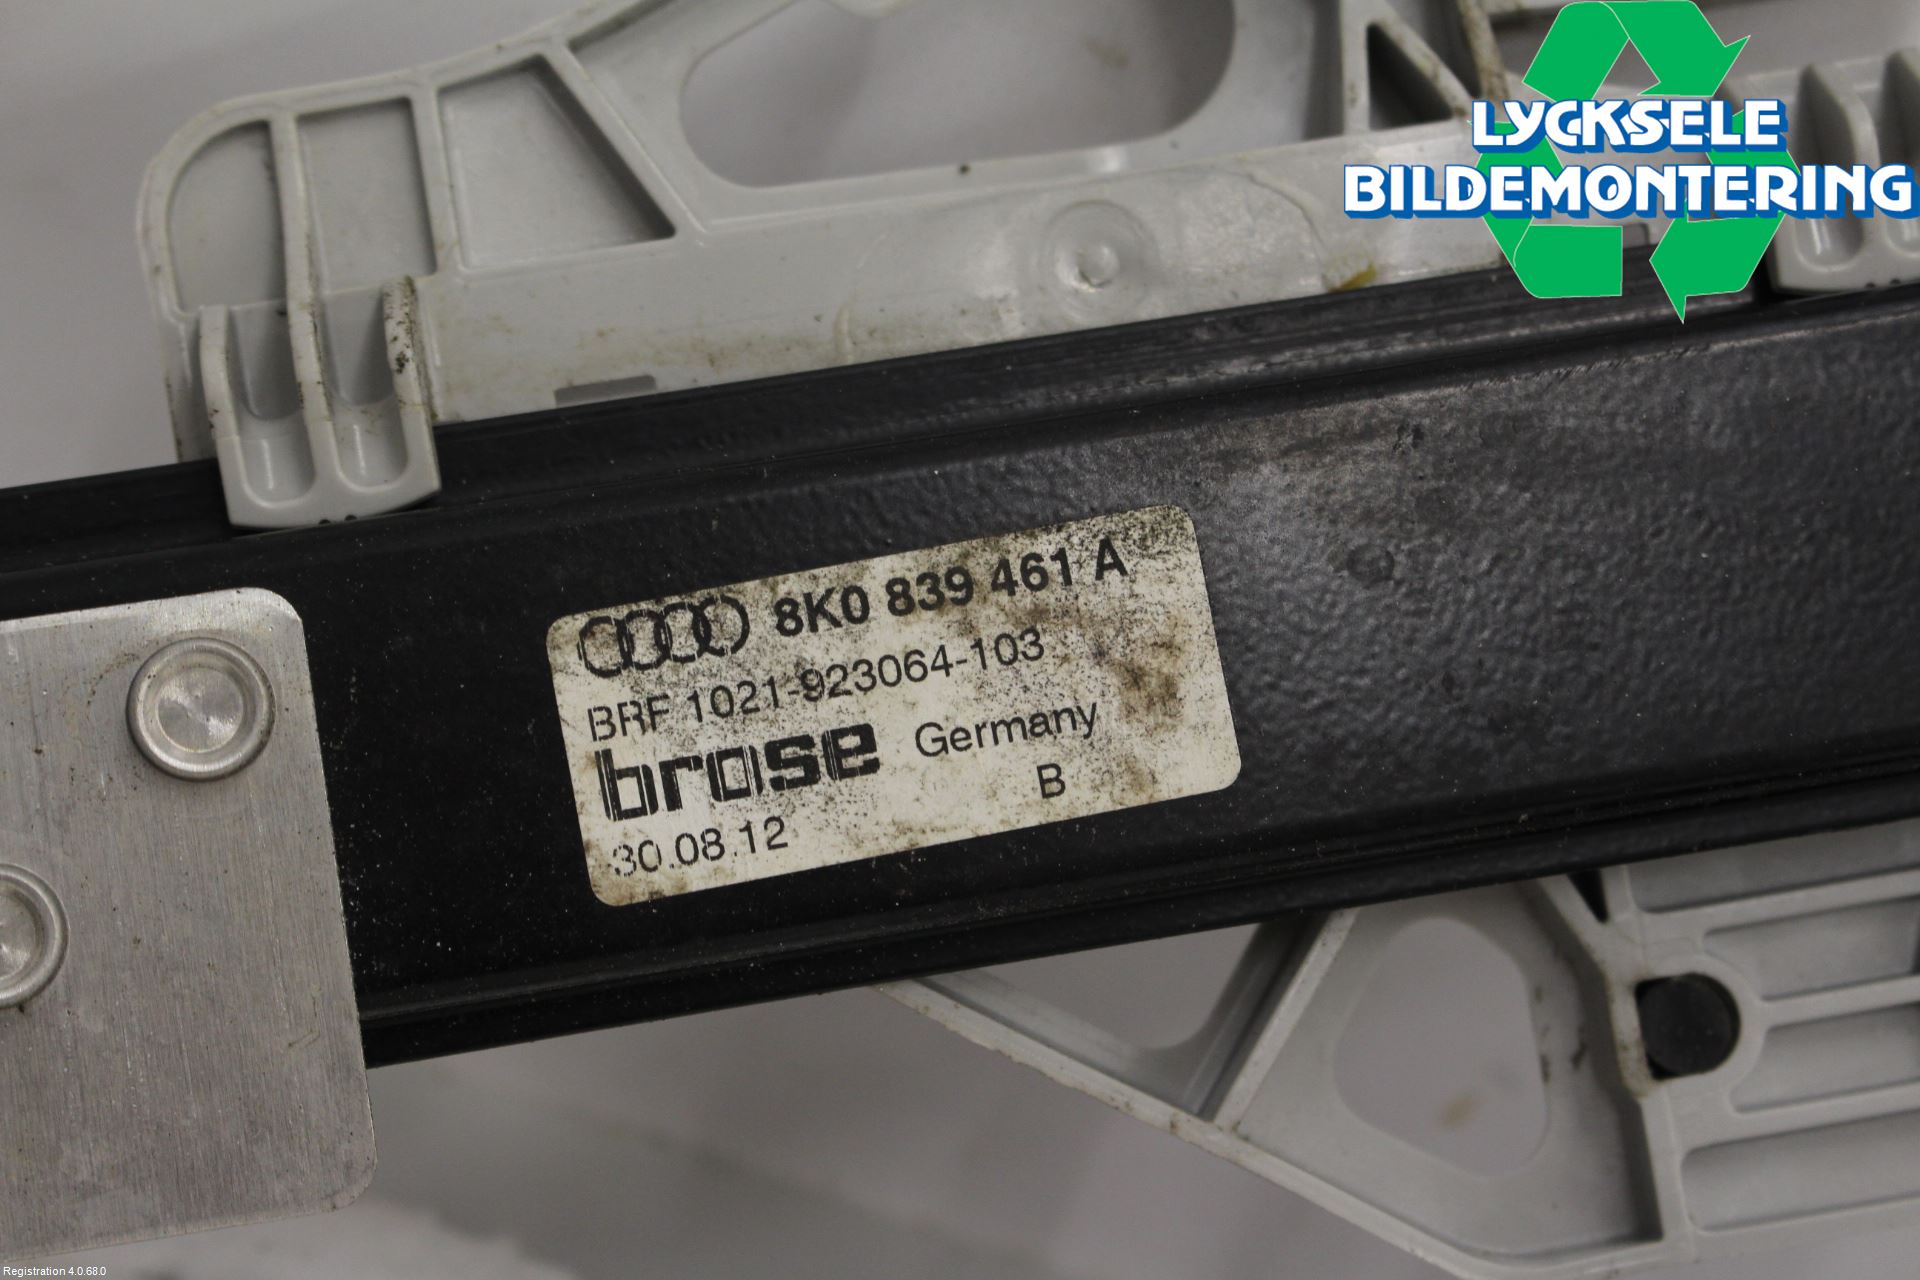 LYCKSELE
BILDEMONTERING
8K0 839 461 A
BRF 1021-923064-103
brose Germany
B
30.08.12
Registration 4.0.68.0